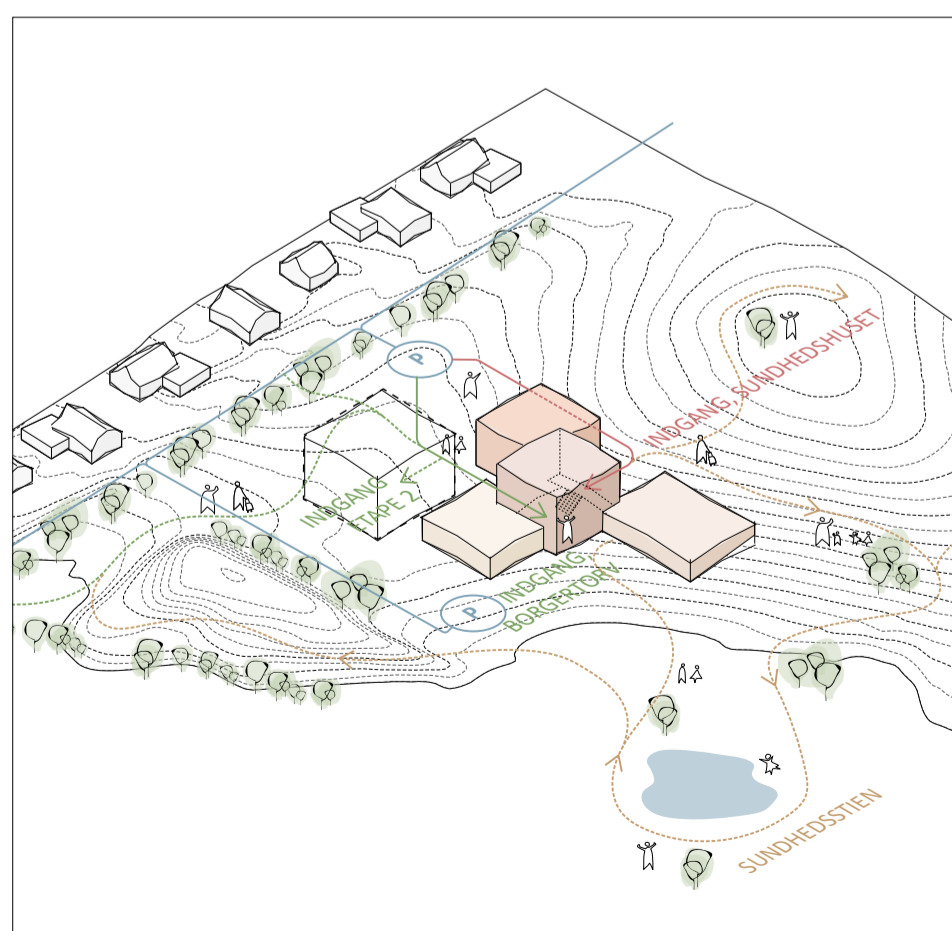 P
INDGANG, SUNDHEDSHUSET
INDGANG
ETAPE 2
INDGANG,
BORGERTORV
P
SUNDHEDSSTIEN